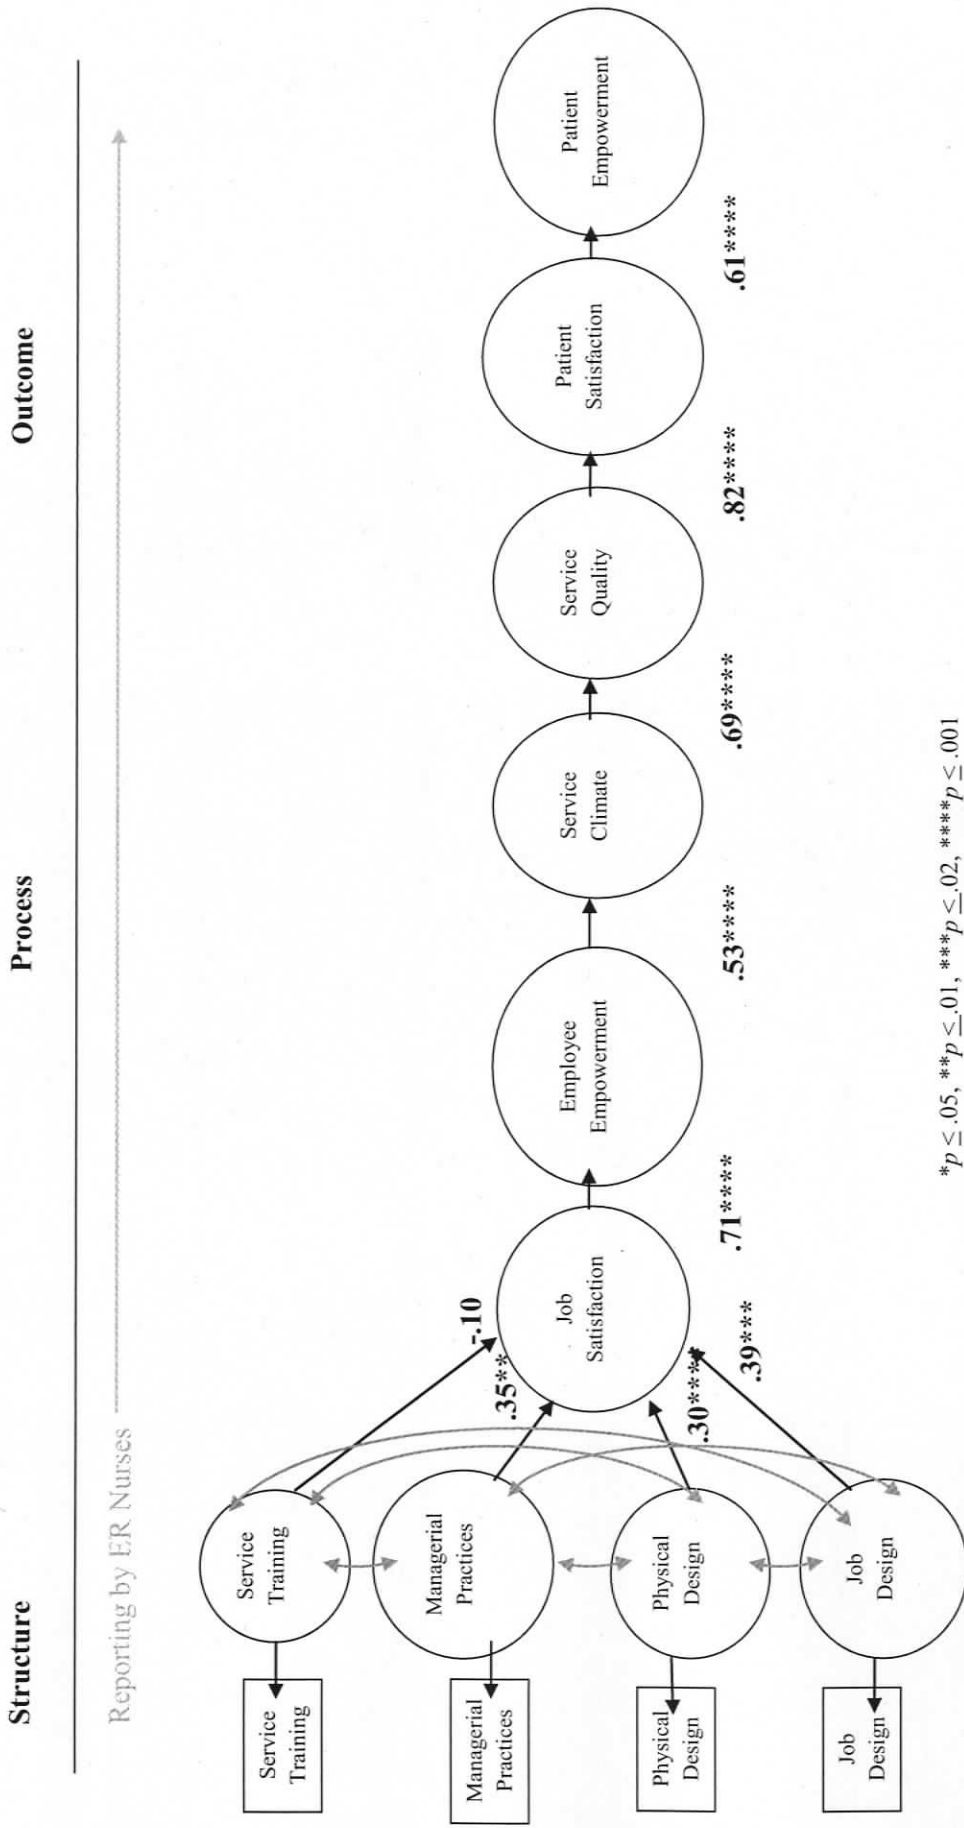 Structure
Process
Outcome
Reporting by ER Nurses
Service
Training
Managerial
Practices
Physical
Design
Job
Design
Service
Training
Managerial
Practices
Physical
Design
Job
Design
-.10
.35**
.30****
.39***
Job
Satisfaction
.71****
Employee
Empowerment
.53****
Service
Climate
.69****
Service
Quality
.82****
Patient
Satisfaction
.61****
Patient
Empowerment
*p ≤ .05, **p ≤.01, ***p ≤.02, ****p ≤ .001